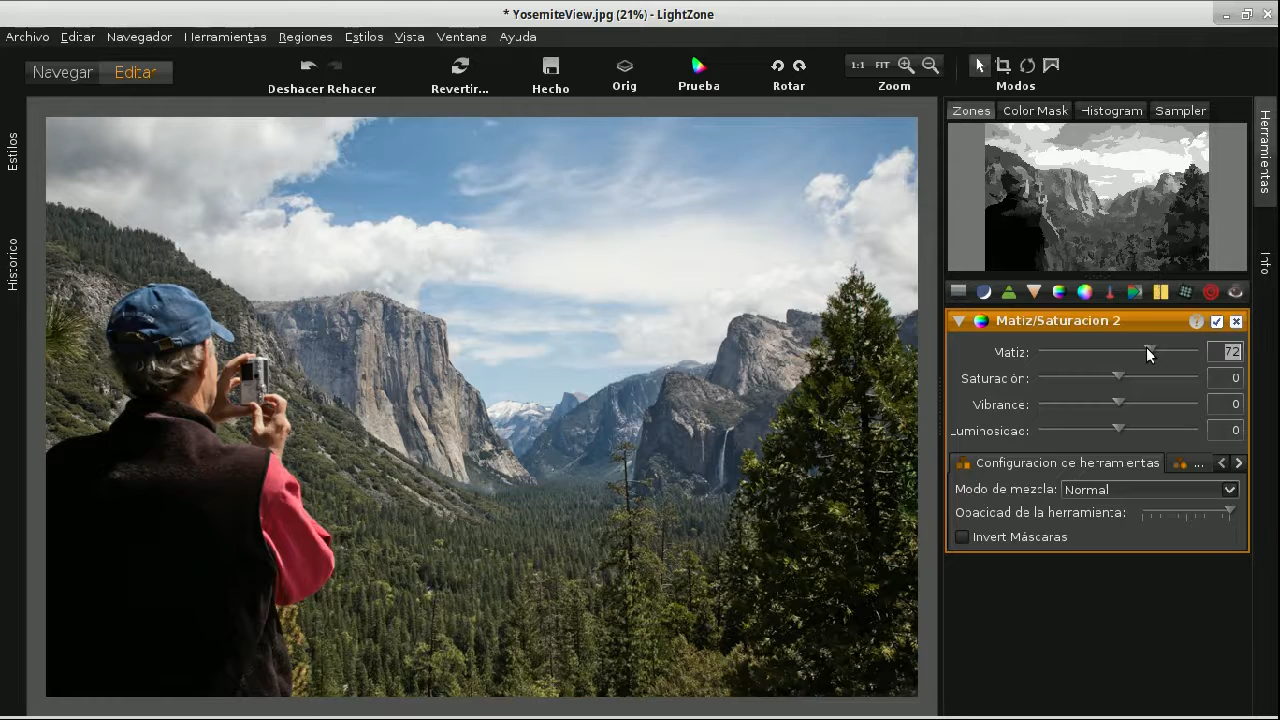 * YosemiteView.jpg (21%) - LightZone
Archivo Editar Navegador Herramientas Regiones Estilos Vista Ventana Ayuda
Navegar Editar
Deshacer Rehacer Revertir... Hecho Orig Prueba Rotar Zoom Modos
1:1 FIT
Estilos
Historico
Zones Color Mask Histogram Sampler
Herramientas
Info
Matiz/Saturacion 2 ?
Matiz: 72
Saturación: 0
Vibrance: 0
Luminosidad: 0
Configuracion de herramientas ...
Modo de mezcla: Normal
Opacidad de la herramienta:
Invert Máscaras